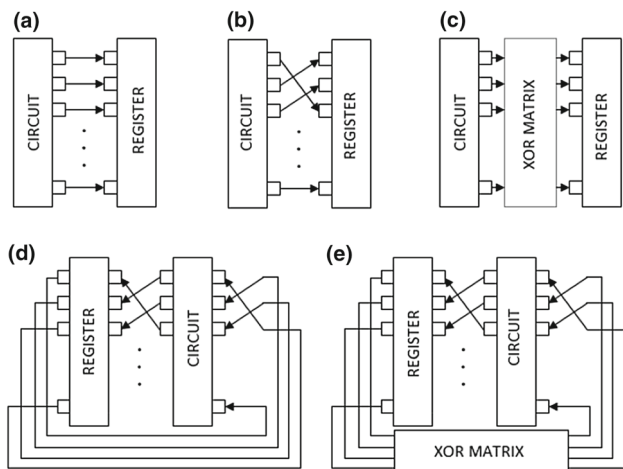 (a)
CIRCUIT
REGISTER
(b)
CIRCUIT
REGISTER
(c)
CIRCUIT
XOR MATRIX
REGISTER
(d)
REGISTER
CIRCUIT
(e)
REGISTER
CIRCUIT
XOR MATRIX